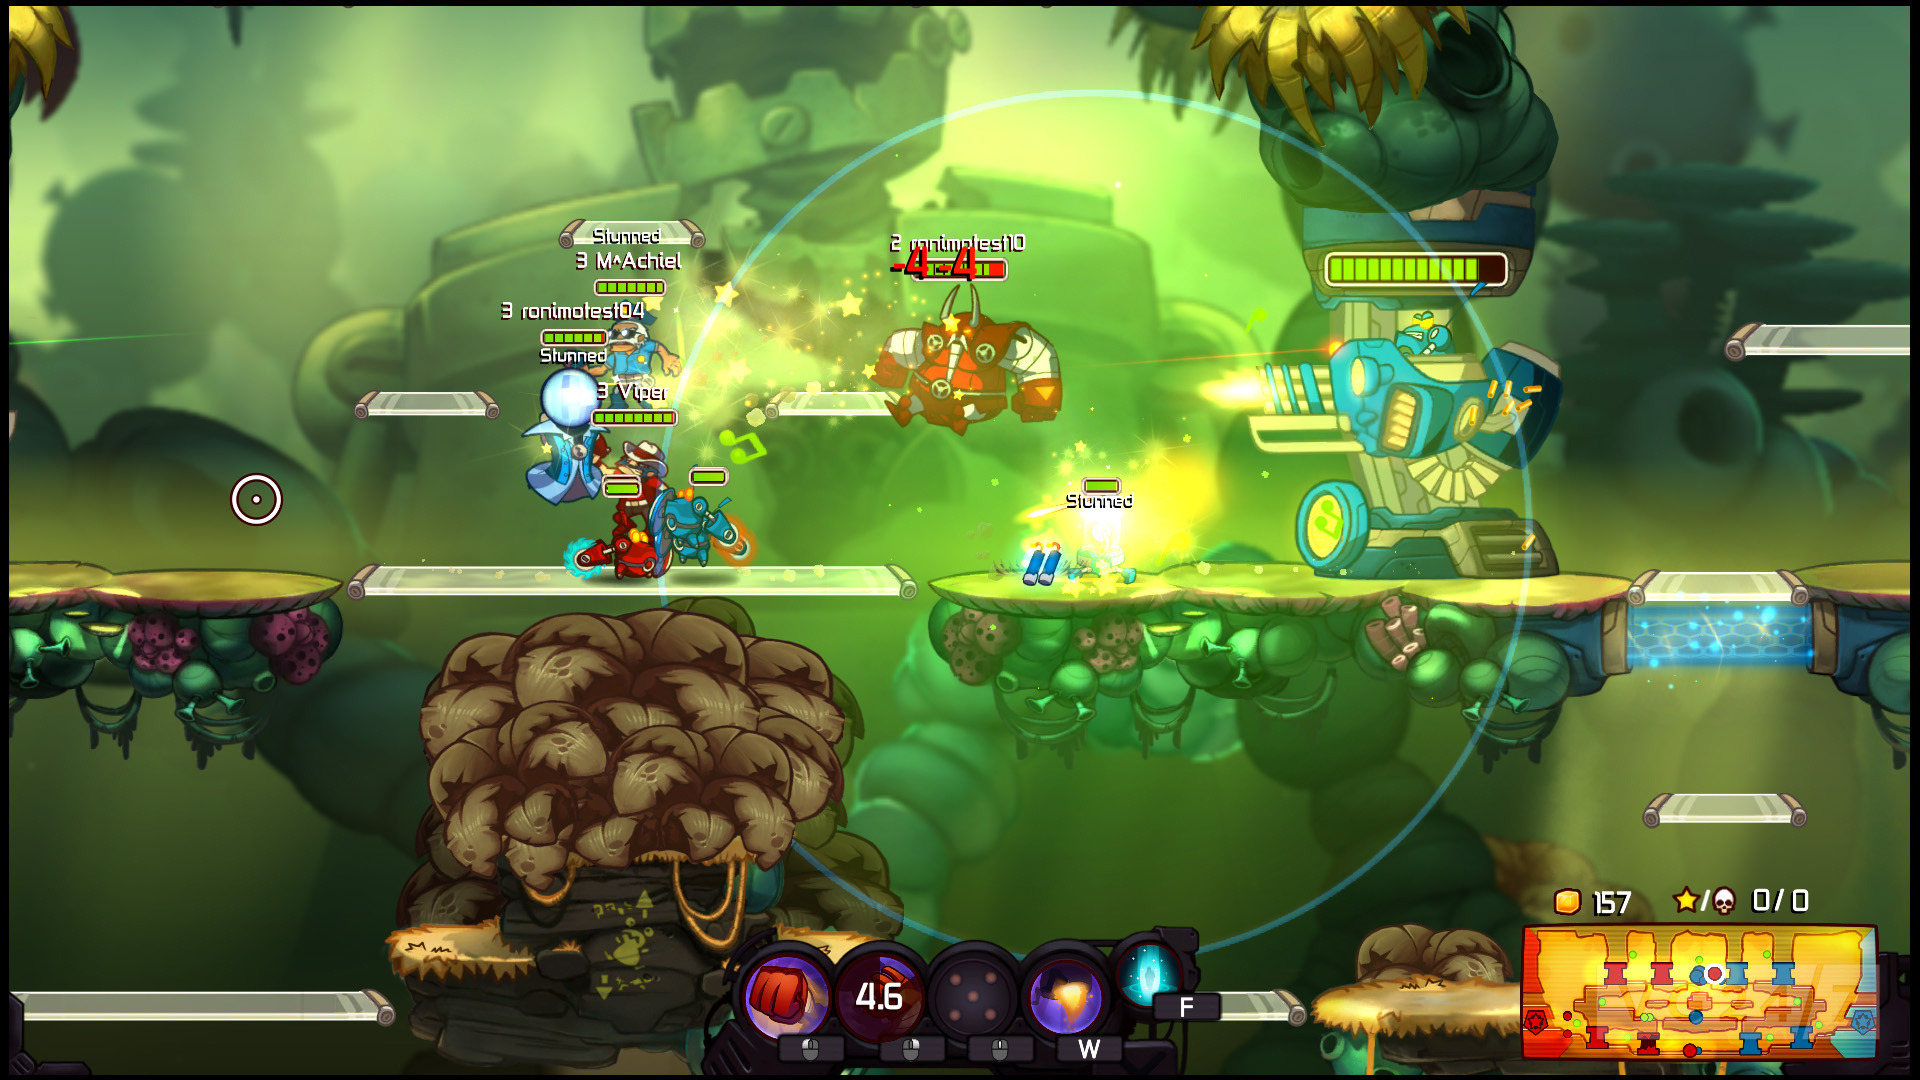 Stunned
3 M^Achiel
3 ronimotest04
Stunned
3 Viper
2 ronimotest10
-4 -4
Stunned
157
0/0
4.6
F
W